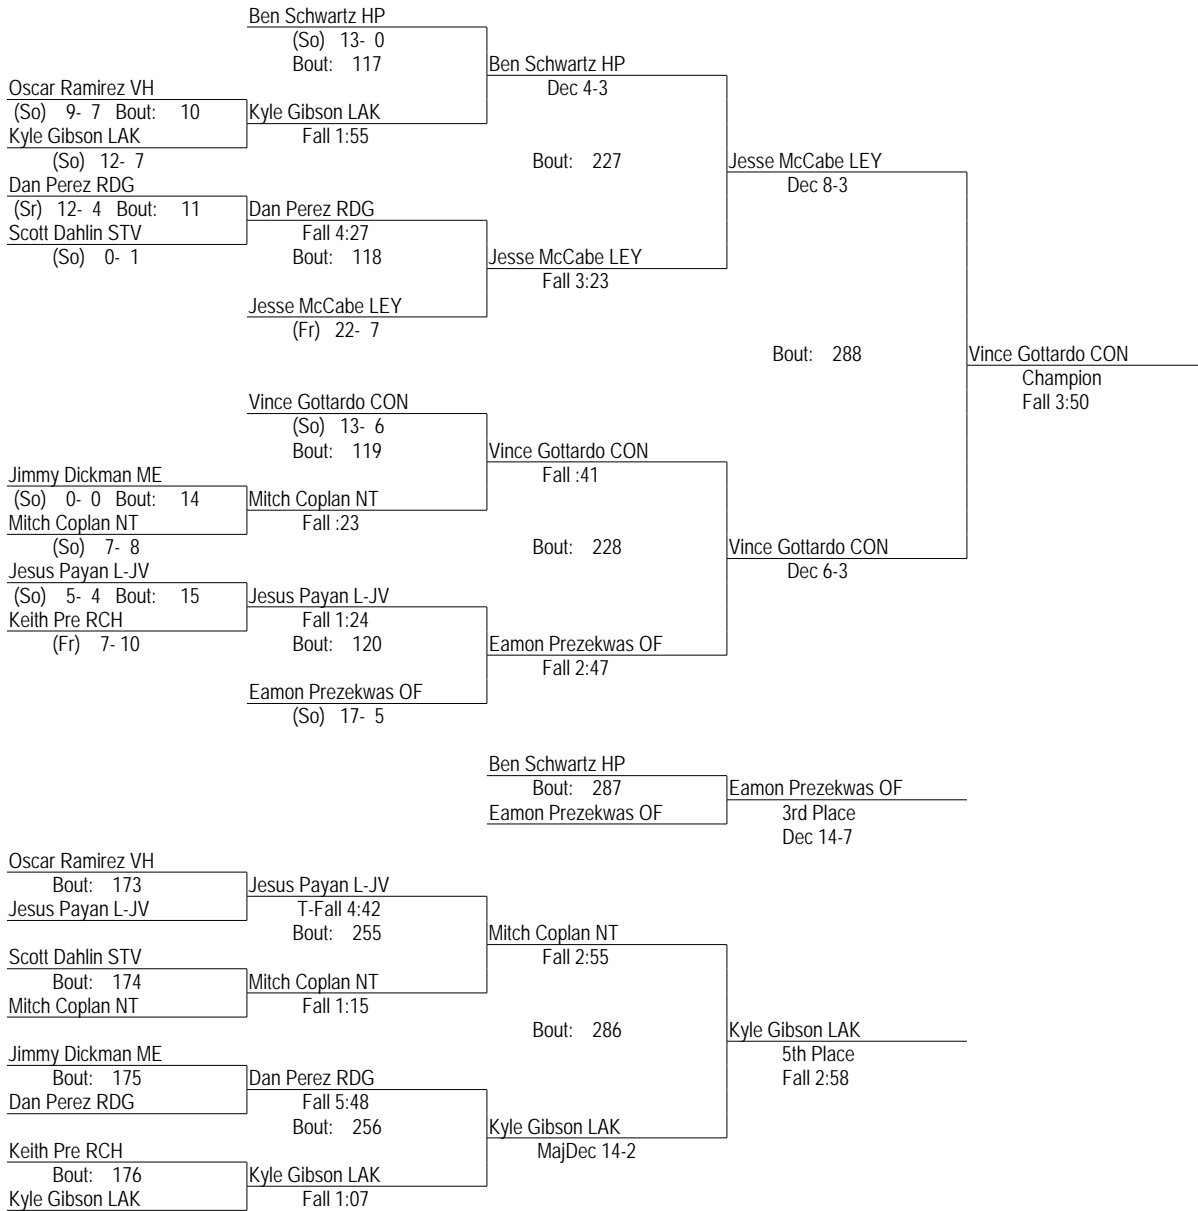 Ben Schwartz HP
(So) 13- 0
Bout: 117
Ben Schwartz HP
Dec 4-3
Oscar Ramirez VH
(So) 9- 7 Bout: 10
Kyle Gibson LAK
Kyle Gibson LAK
Fall 1:55
(So) 12- 7
Bout: 227
Jesse McCabe LEY
Dec 8-3
Dan Perez RDG
(Sr) 12- 4 Bout: 11
Dan Perez RDG
Scott Dahlin STV
Fall 4:27
(So) 0- 1
Bout: 118
Jesse McCabe LEY
Fall 3:23
Jesse McCabe LEY
(Fr) 22- 7
Bout: 288
Vince Gottardo CON
Champion
Fall 3:50
Vince Gottardo CON
(So) 13- 6
Bout: 119
Vince Gottardo CON
Fall :41
Jimmy Dickman ME
(So) 0- 0 Bout: 14
Mitch Coplan NT
Mitch Coplan NT
Fall :23
(So) 7- 8
Bout: 228
Vince Gottardo CON
Dec 6-3
Jesus Payan L-JV
(So) 5- 4 Bout: 15
Jesus Payan L-JV
Keith Pre RCH
Fall 1:24
(Fr) 7- 10
Bout: 120
Eamon Prezekwas OF
Fall 2:47
Eamon Prezekwas OF
(So) 17- 5
Ben Schwartz HP
Bout: 287
Eamon Prezekwas OF
Eamon Prezekwas OF
3rd Place
Dec 14-7
Oscar Ramirez VH
Bout: 173
Jesus Payan L-JV
Jesus Payan L-JV
T-Fall 4:42
Bout: 255
Mitch Coplan NT
Fall 2:55
Scott Dahlin STV
Bout: 174
Mitch Coplan NT
Mitch Coplan NT
Fall 1:15
Bout: 286
Kyle Gibson LAK
5th Place
Fall 2:58
Jimmy Dickman ME
Bout: 175
Dan Perez RDG
Dan Perez RDG
Fall 5:48
Bout: 256
Kyle Gibson LAK
MajDec 14-2
Keith Pre RCH
Bout: 176
Kyle Gibson LAK
Kyle Gibson LAK
Fall 1:07